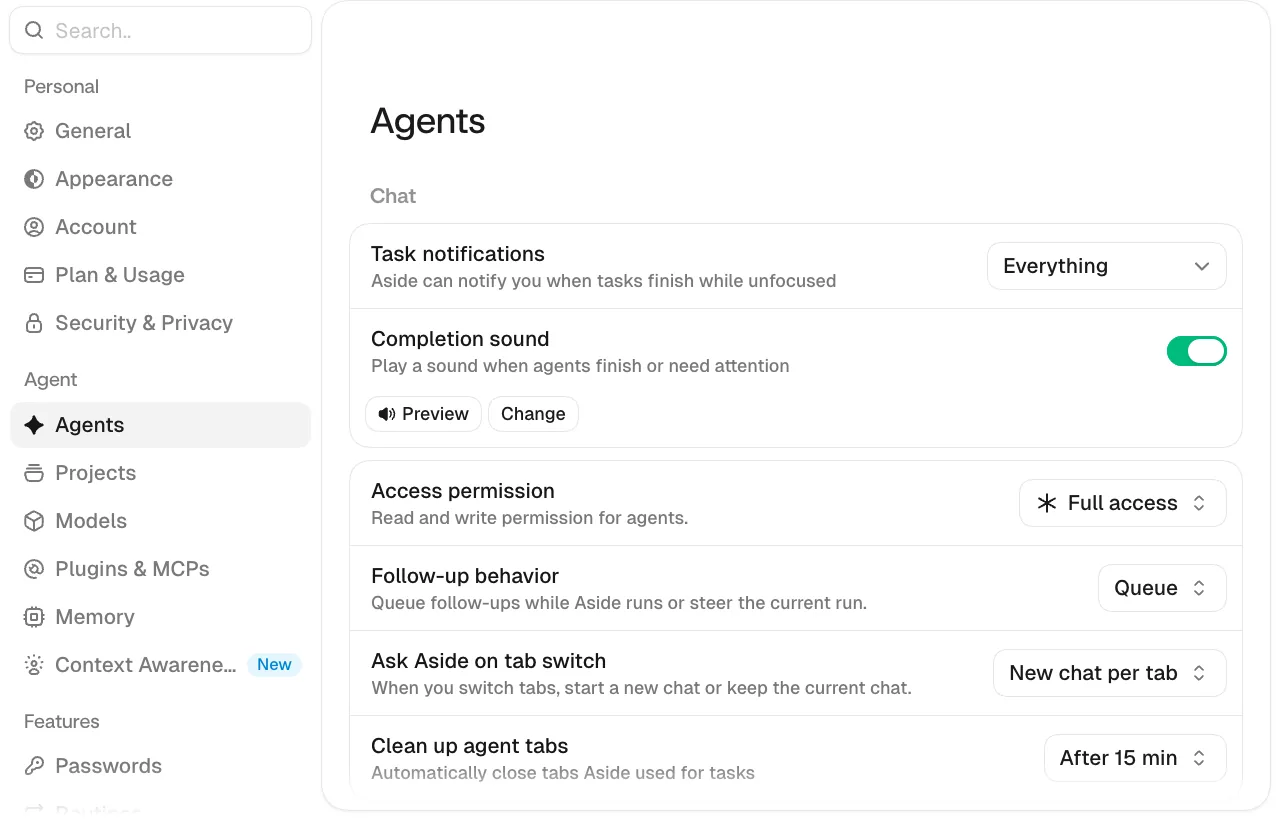 Search..
Personal
General
Appearance
Account
Plan & Usage
Security & Privacy
Agent
Agents
Projects
Models
Plugins & MCPs
Memory
Context Awarene... New
Features
Passwords
Agents
Chat
Task notifications
Aside can notify you when tasks finish while unfocused
Everything
Completion sound
Play a sound when agents finish or need attention
Preview Change
Access permission
Read and write permission for agents.
Full access
Follow-up behavior
Queue follow-ups while Aside runs or steer the current run.
Queue
Ask Aside on tab switch
When you switch tabs, start a new chat or keep the current chat.
New chat per tab
Clean up agent tabs
Automatically close tabs Aside used for tasks
After 15 min